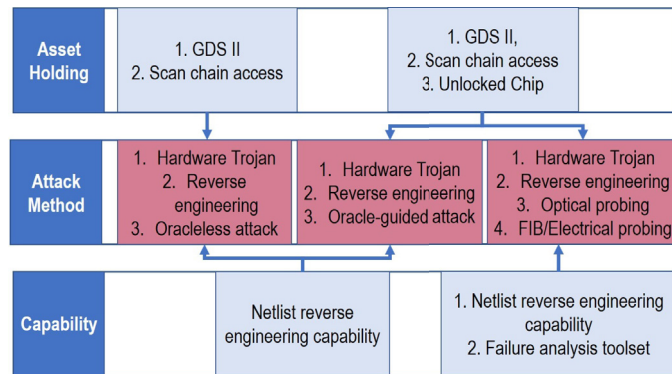 Asset
Holding
1. GDS II
2. Scan chain access
1. GDS II,
2. Scan chain access
3. Unlocked Chip
Attack
Method
1. Hardware Trojan
2. Reverse
engineering
3. Oracleless attack
1. Hardware Trojan
2. Reverse engineering
3. Oracle-guided attack
1. Hardware Trojan
2. Reverse engineering
3. Optical probing
4. FIB/Electrical probing
Capability
Netlist reverse
engineering capability
1. Netlist reverse engineering
capability
2. Failure analysis toolset